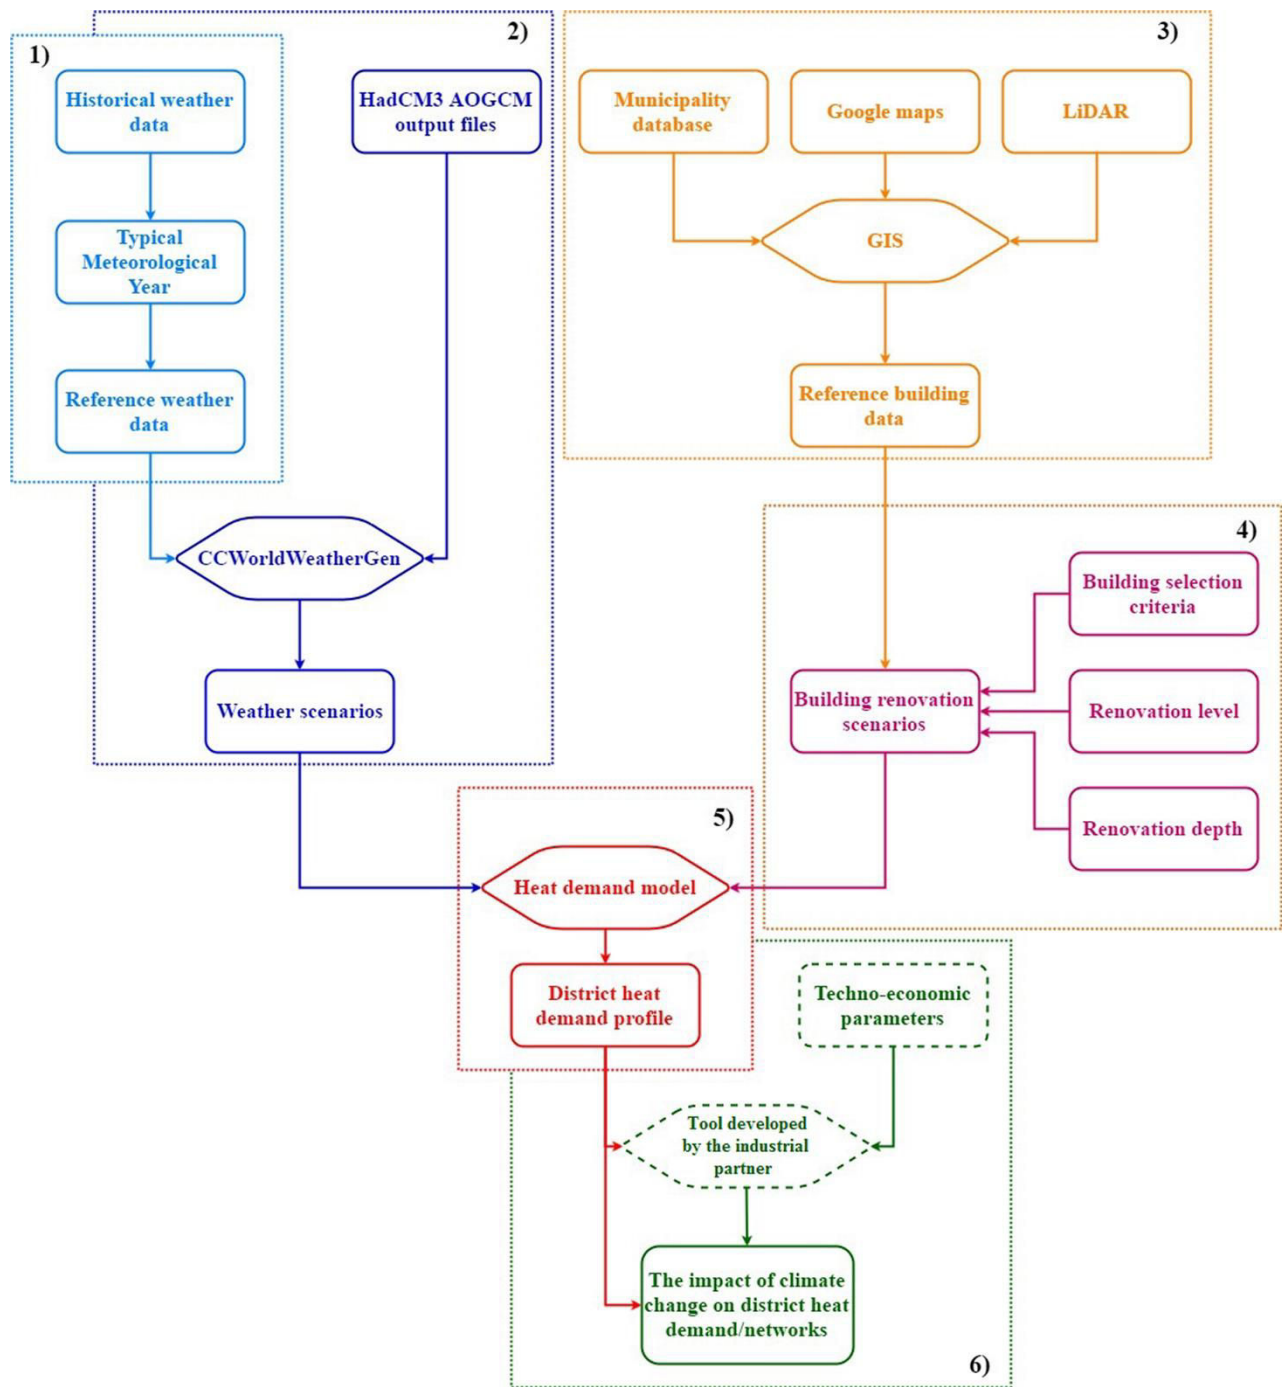 1)
2)
3)
Historical weather
data
HadCM3 AOGCM
output files
Municipality
database
Google maps
LiDAR
Typical
Meteorological
Year
GIS
Reference weather
data
Reference building
data
4)
CCWorldWeatherGen
Building selection
criteria
Weather scenarios
Building renovation
scenarios
Renovation level
Renovation depth
5)
Heat demand model
District heat
demand profile
Techno-economic
parameters
Tool developed
by the industrial
partner
The impact of climate
change on district heat
demand/networks
6)